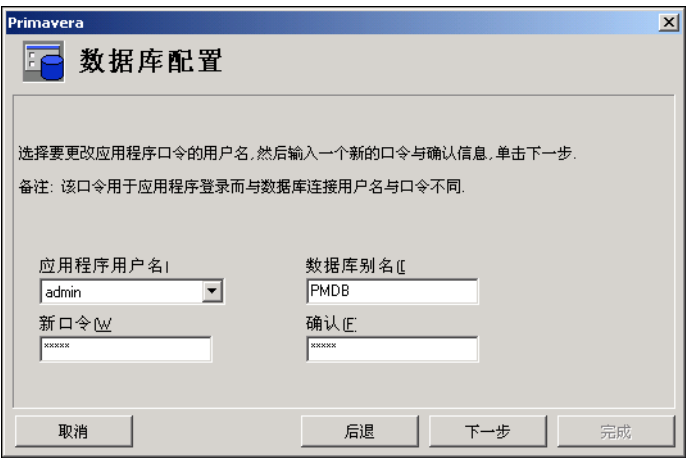 Primavera
数据库配置
选择要更改应用程序口令的用户名,然后输入一个新的口令与确认信息,单击下一步.
备注: 该口令用于应用程序登录而与数据库连接用户名与口令不同.
应用程序用户名 数据库别名([
admin PMDB
新口令(W 确认(F:
xxxxx xxxxx
取消 后退 下一步 完成